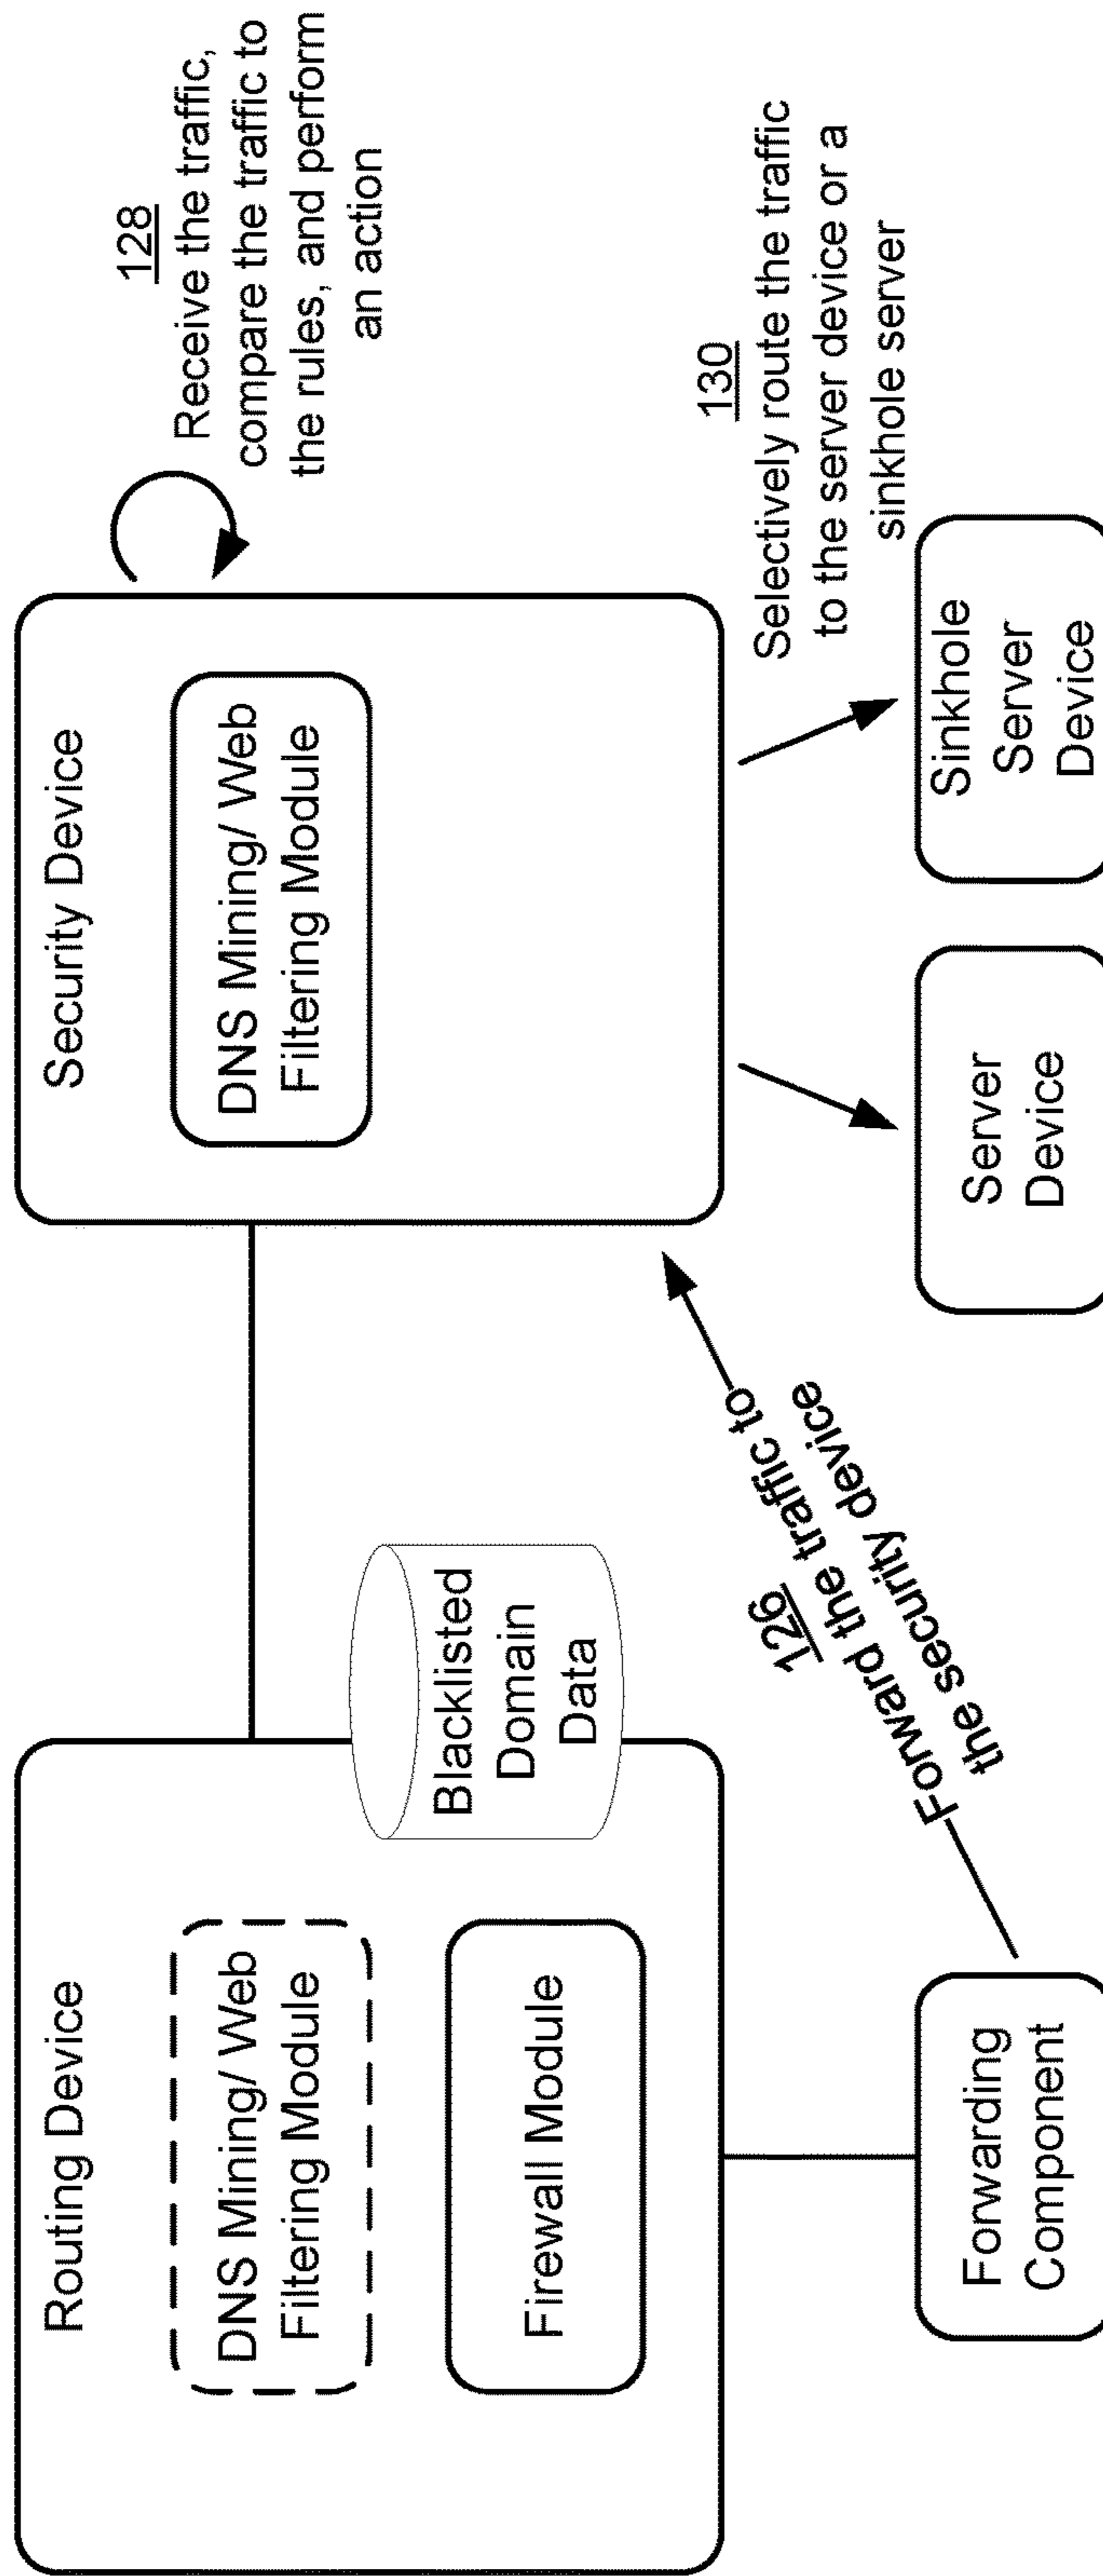 Routing Device
DNS Mining/ Web
Filtering Module
Firewall Module
Blacklisted
Domain
Data
Forwarding
Component
126
Forward the traffic to
the security device
Security Device
DNS Mining/ Web
Filtering Module
128
Receive the traffic,
compare the traffic to
the rules, and perform
an action
130
Selectively route the traffic
to the server device or a
sinkhole server
Server
Device
Sinkhole
Server
Device